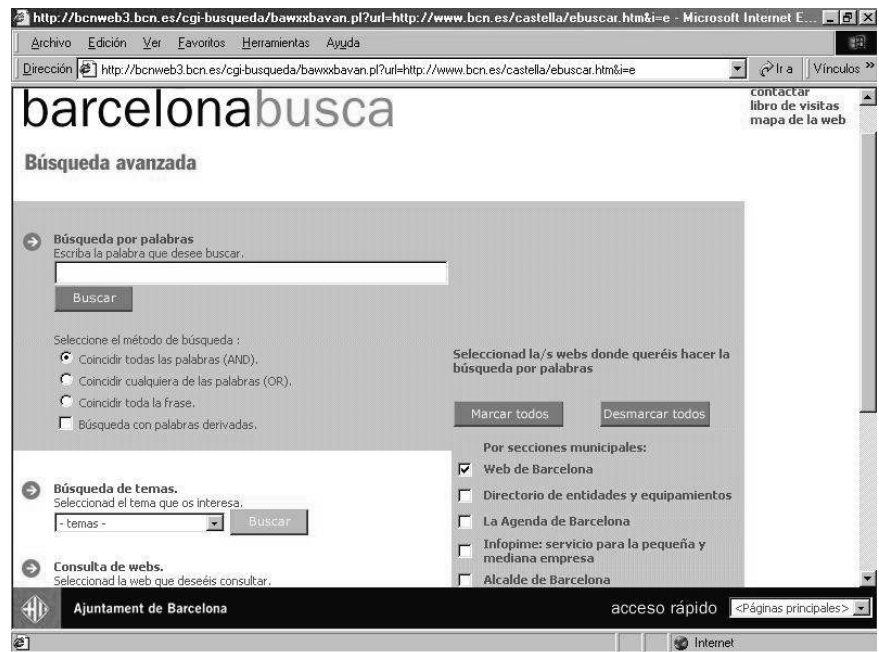 http://bcnweb3.bcn.es/cgi-busqueda/bawxxbavan.pl?url=http://www.bcn.es/castella/ebuscar.htm&i=e - Microsoft Internet E...
Archivo Edición Ver Favoritos Herramientas Ayuda
Dirección http://bcnweb3.bcn.es/cgi-busqueda/bawxxbavan.pl?url=http://www.bcn.es/castella/ebuscar.htm&i=e Ir a Vínculos »
contactar
libro de visitas
mapa de la web
barcelonabusca
Búsqueda avanzada
Búsqueda por palabras
Escriba la palabra que desee buscar.
Buscar
Seleccione el método de búsqueda :
Coincidir todas las palabras (AND).
Coincidir cualquiera de las palabras (OR).
Coincidir toda la frase.
Búsqueda con palabras derivadas.
Seleccionad la/s webs donde queréis hacer la
búsqueda por palabras
Marcar todos Desmarcar todos
Por secciones municipales:
Web de Barcelona
Directorio de entidades y equipamientos
La Agenda de Barcelona
Infopime: servicio para la pequeña y
mediana empresa
Alcalde de Barcelona
Búsqueda de temas.
Seleccionad el tema que os interesa.
- temas - Buscar
Consulta de webs.
Seleccionad la web que deseéis consultar.
Ajuntament de Barcelona acceso rápido <Páginas principales>
Internet